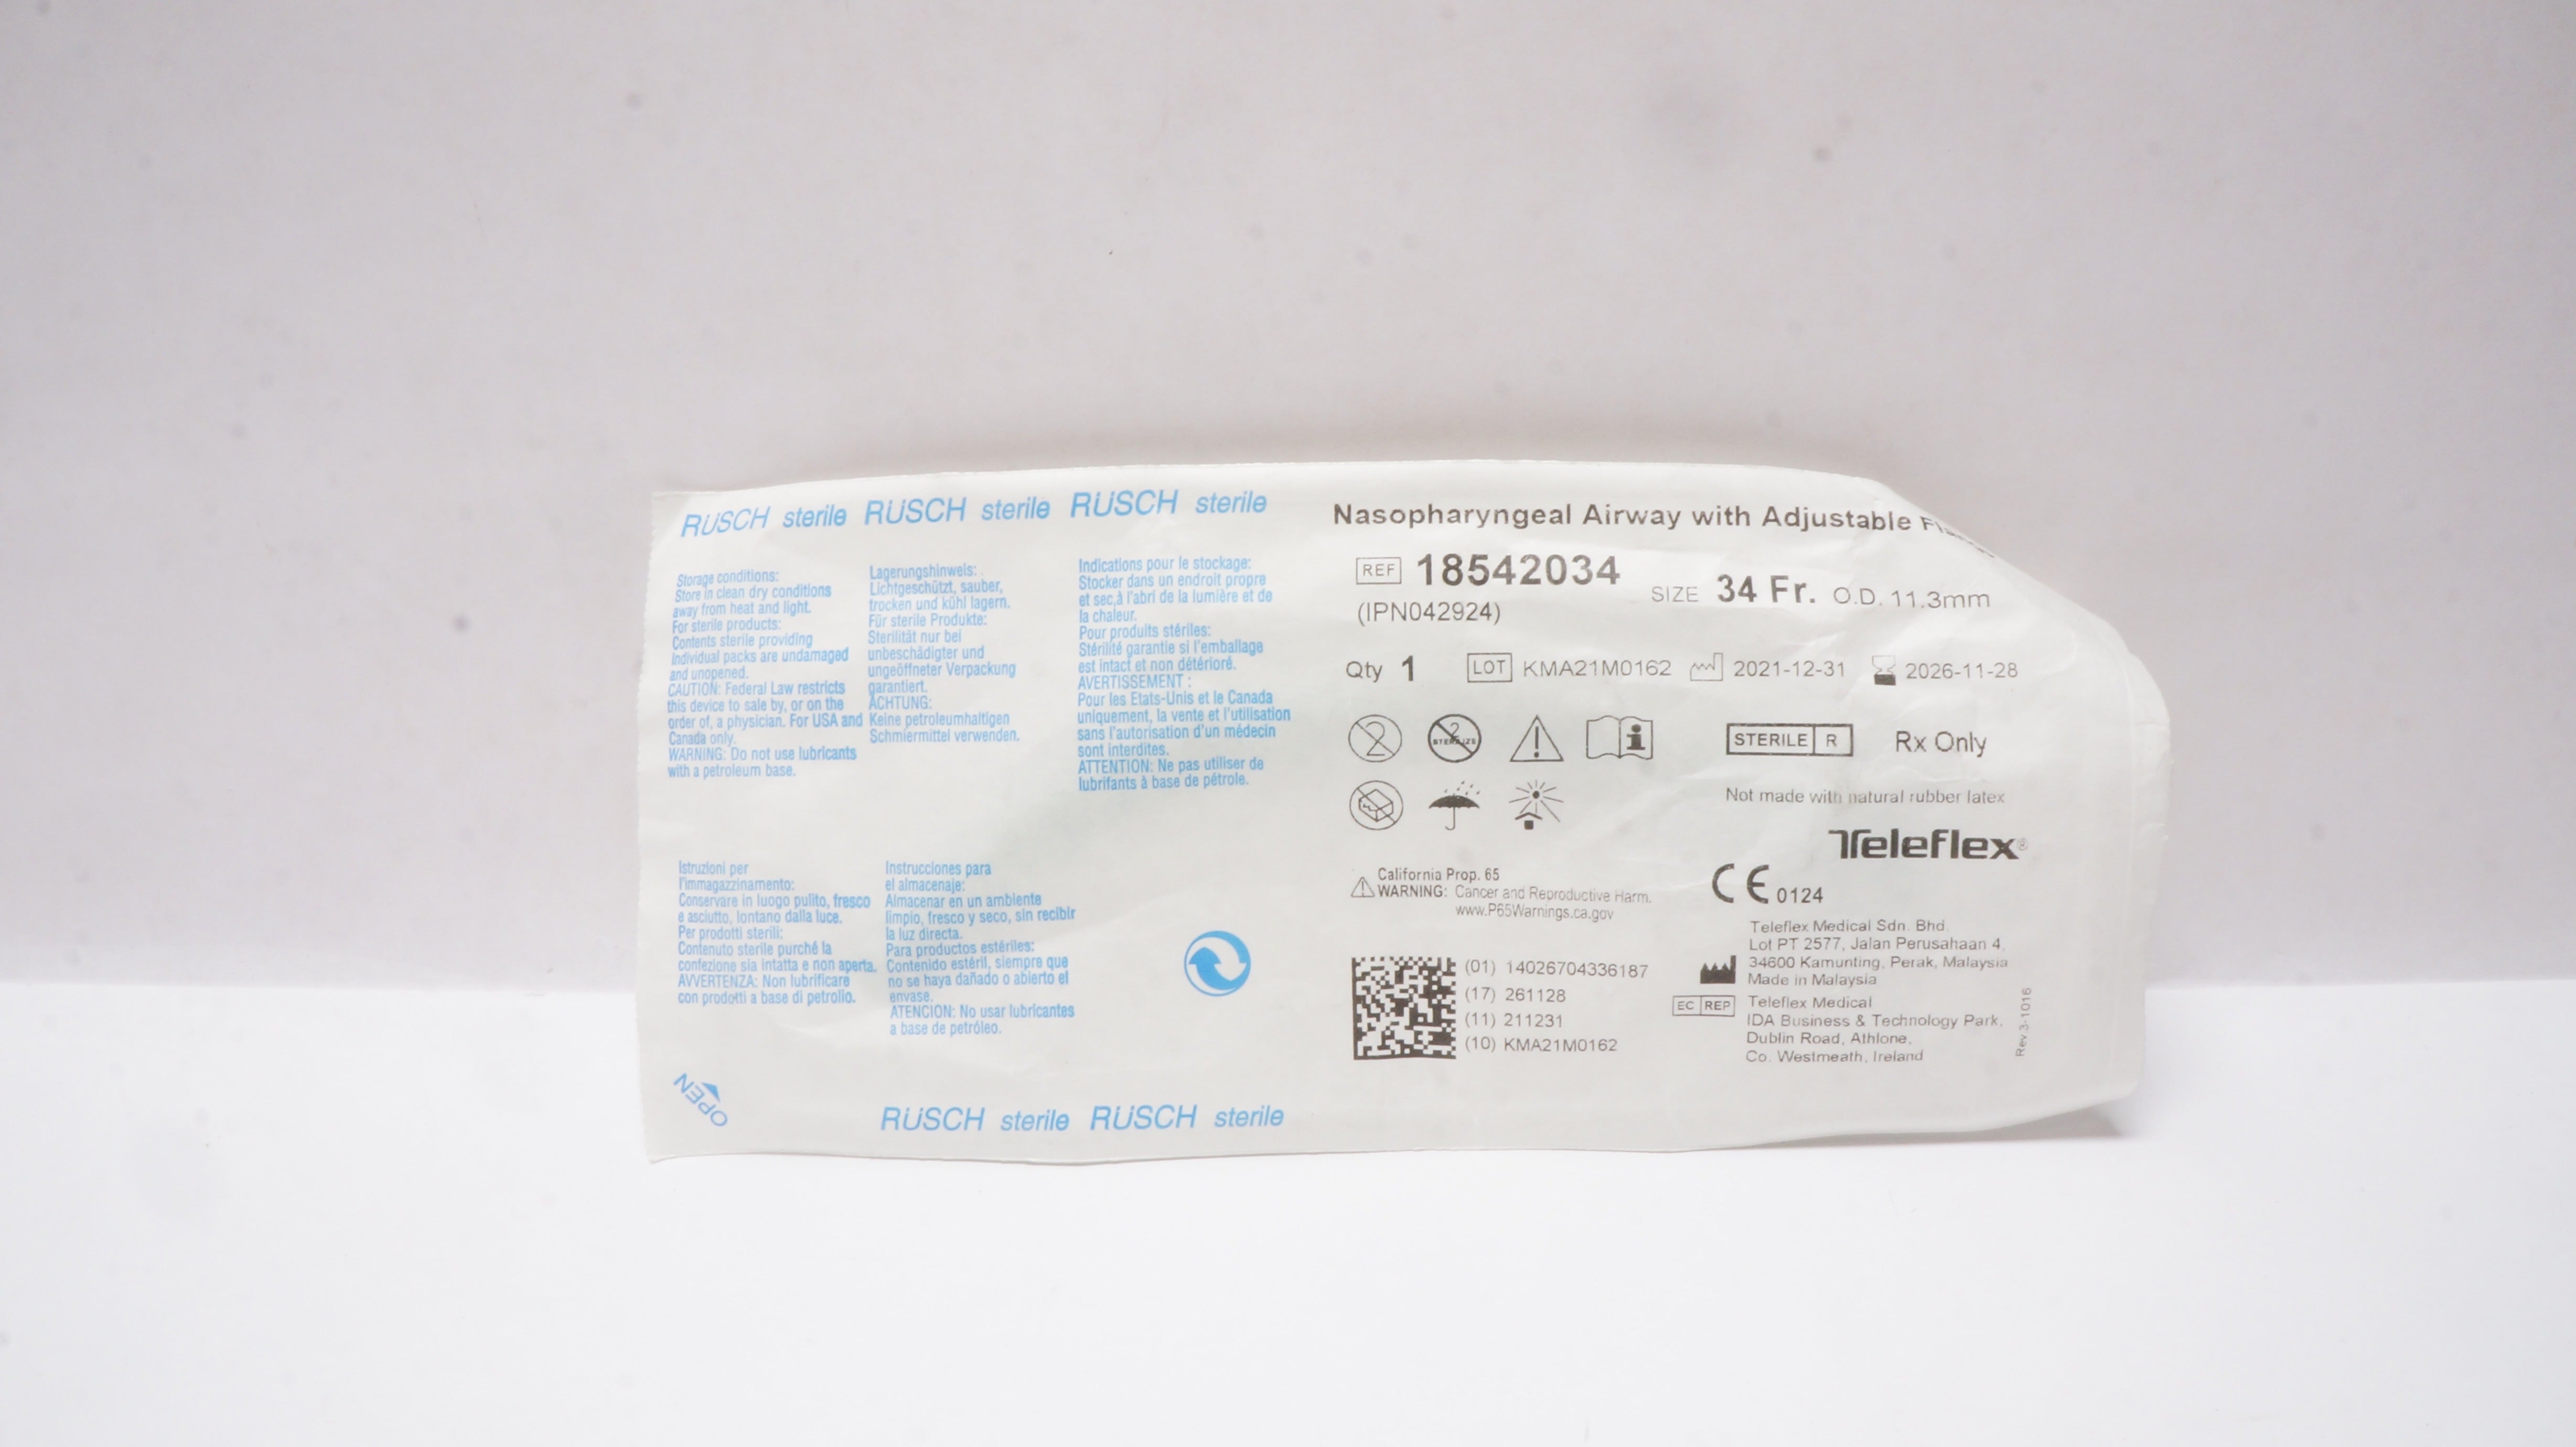 RÜSCH sterile RÜSCH sterile RÜSCH sterile
Storage conditions:
Store in clean dry conditions
away from heat and light.
For sterile products:
Contents sterile providing
individual packs are undamaged
and unopened.
CAUTION: Federal Law restricts
this device to sale by, or on the
order of, a physician. For USA and
Canada only.
WARNING: Do not use lubricants
with a petroleum base.
Lagerungshinweis:
Lichtgeschützt, sauber,
trocken und kühl lagern.
Für sterile Produkte:
Sterilität nur bei
unbeschädigter und
ungeöffneter Verpackung
garantiert.
ACHTUNG:
Keine petroleumhaltigen
Schmiermittel verwenden.
Indications pour le stockage:
Stocker dans un endroit propre
et sec,à l'abri de la lumière et de
la chaleur.
Pour produits stériles:
Stérilité garantie si l'emballage
est intact et non détérioré.
AVERTISSEMENT :
Pour les Etats-Unis et le Canada
uniquement, la vente et l'utilisation
sans l'autorisation d'un médecin
sont interdites.
ATTENTION: Ne pas utiliser de
lubrifants à base de pétrole.
Istruzioni per
l'immagazzinamento:
Conservare in luogo pulito, fresco
e asciutto, lontano dalla luce.
Per prodotti sterili:
Contenuto sterile purché la
confezione sia intatta e non aperta.
AVVERTENZA: Non lubrificare
con prodotti a base di petrolio.
Instrucciones para
el almacenaje:
Almacenar en un ambiente
limpio, fresco y seco, sin recibir
la luz directa.
Para productos estériles:
Contenido estéril, siempre que
no se haya dañado o abierto el
envase.
ATENCION: No usar lubricantes
a base de petróleo.
OPEN
RÜSCH sterile RÜSCH sterile
Nasopharyngeal Airway with Adjustable
REF 18542034
(IPN042924)
SIZE 34 Fr. O.D. 11.3mm
Qty 1 LOT KMA21M0162 2021-12-31 2026-11-28
2 2 STERILIZE STERILE R Rx Only
Not made with natural rubber latex
Teleflex®
California Prop. 65
WARNING: Cancer and Reproductive Harm.
www.P65Warnings.ca.gov
CE 0124
(01) 14026704336187
(17) 261128
(11) 211231
(10) KMA21M0162
Teleflex Medical Sdn. Bhd.
Lot PT 2577, Jalan Perusahaan 4,
34600 Kamunting, Perak, Malaysia
Made in Malaysia
EC REP Teleflex Medical
IDA Business & Technology Park,
Dublin Road, Athlone,
Co. Westmeath, Ireland
Rev 3-1016